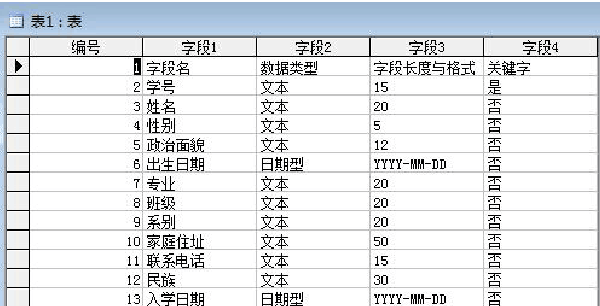 表1：表
编号 字段1 字段2 字段3 字段4
1 字段名 数据类型 字段长度与格式 关键字
2 学号 文本 15 是
3 姓名 文本 20 否
4 性别 文本 5 否
5 政治面貌 文本 12 否
6 出生日期 日期型 YYYY-MM-DD 否
7 专业 文本 20 否
8 班级 文本 20 否
9 系别 文本 20 否
10 家庭住址 文本 50 否
11 联系电话 文本 15 否
12 民族 文本 30 否
13 入学日期 日期型 YYYY-MM-DD 否